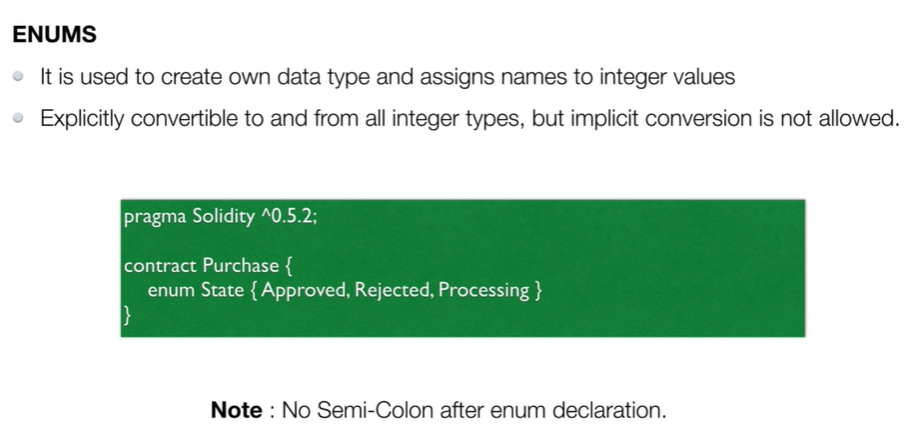 ENUMS
It is used to create own data type and assigns names to integer values
Explicitly convertible to and from all integer types, but implicit conversion is not allowed.
pragma Solidity ^0.5.2;
contract Purchase {
enum State { Approved, Rejected, Processing }
}
Note : No Semi-Colon after enum declaration.